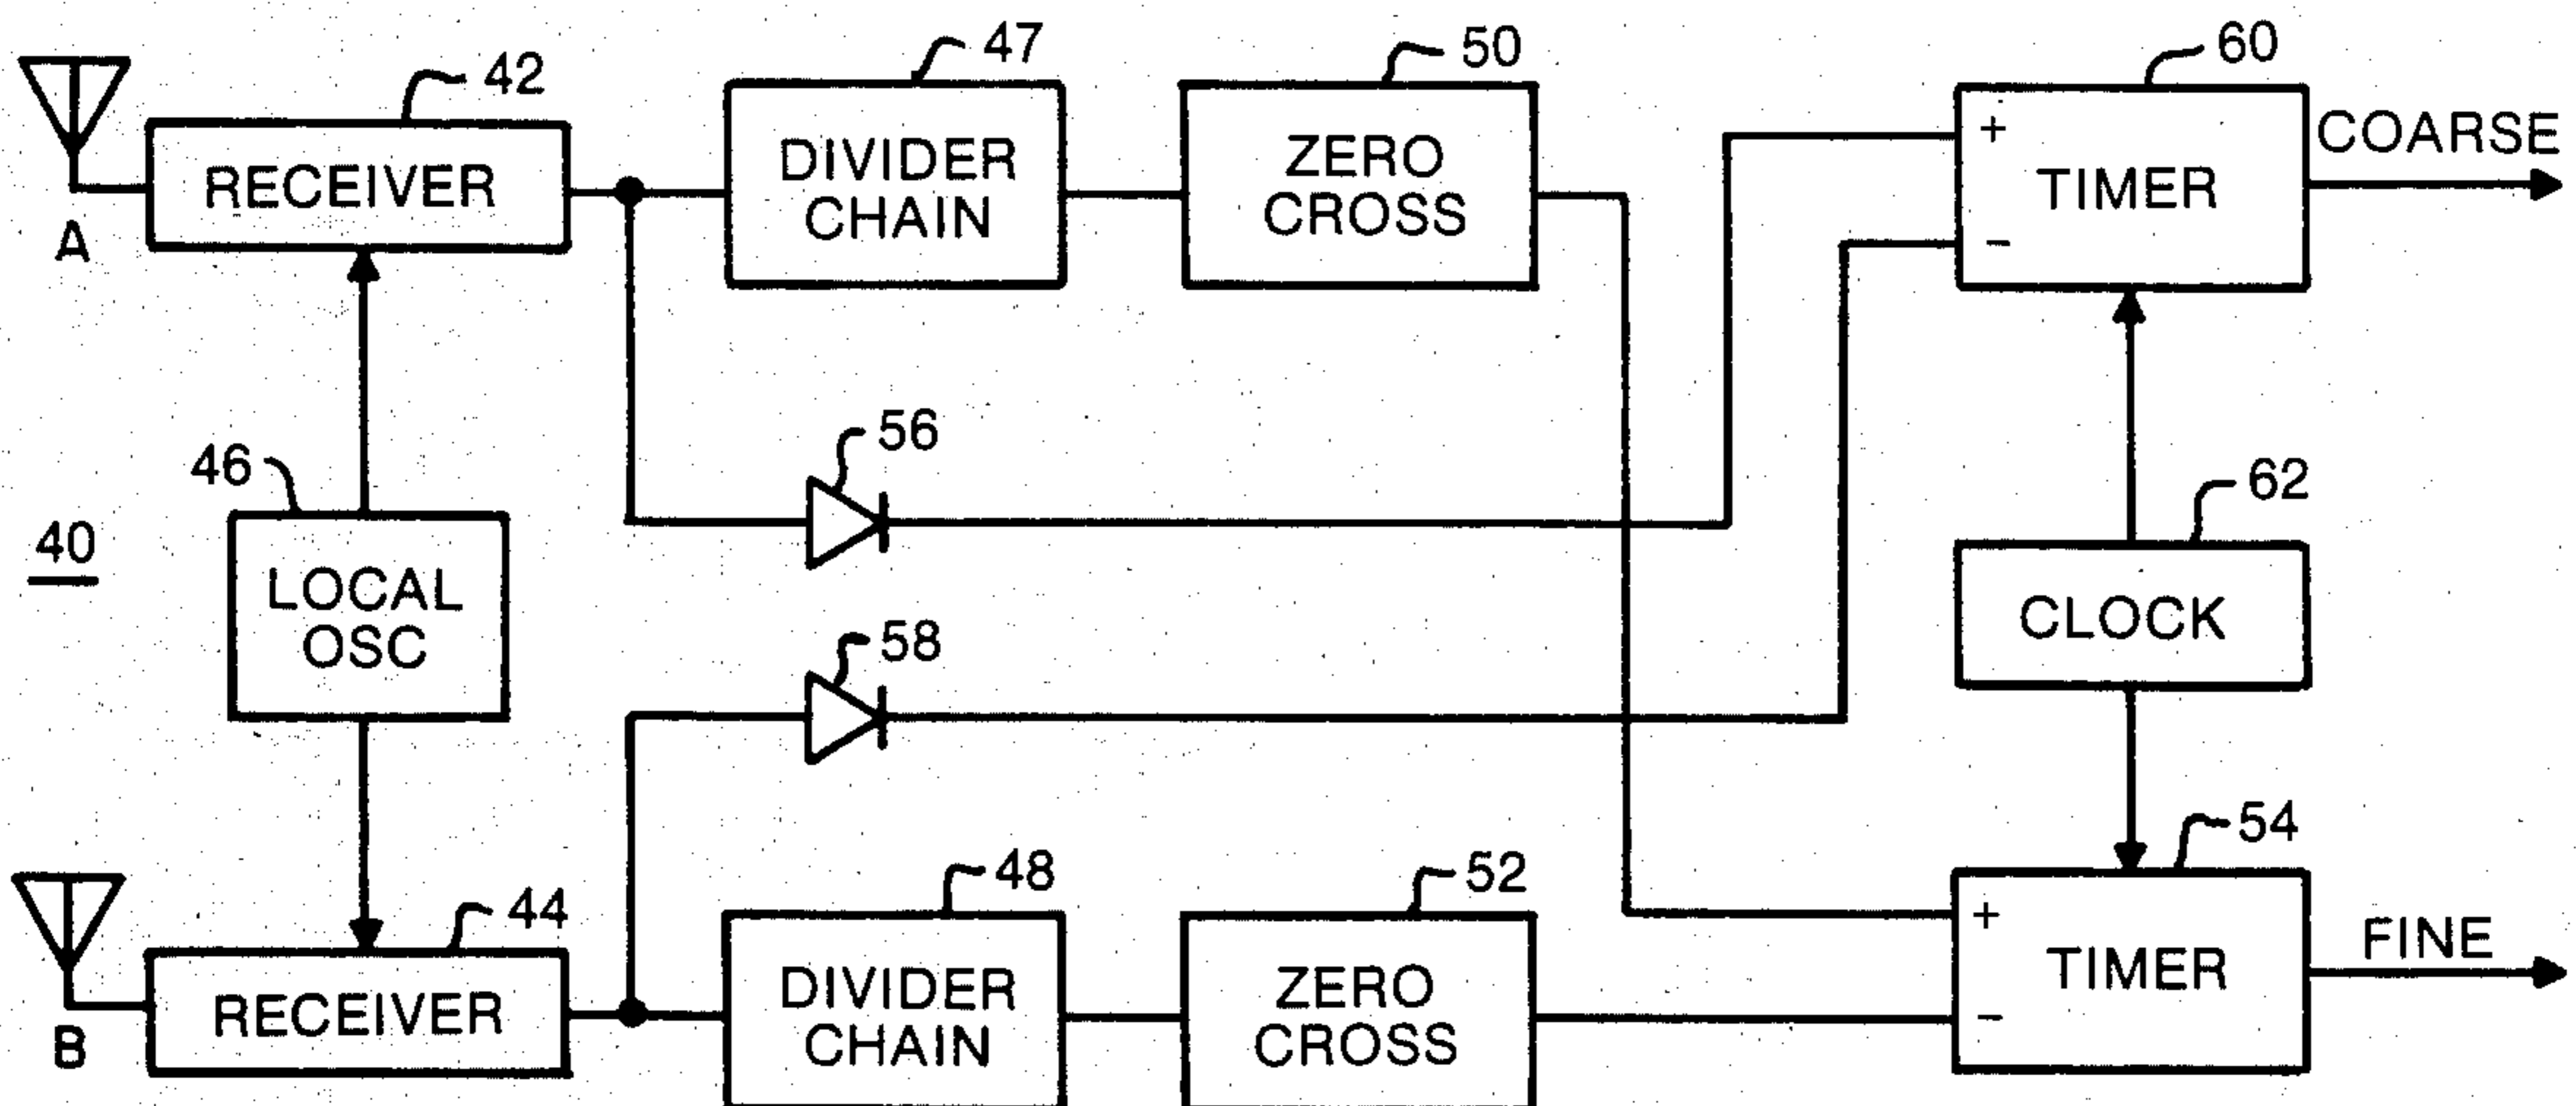 47
50
60
42
DIVIDER
CHAIN
ZERO
CROSS
+
TIMER
−
COARSE
RECEIVER
A
56
46
62
40
LOCAL
OSC
CLOCK
58
54
48
52
44
+
TIMER
−
FINE
DIVIDER
CHAIN
ZERO
CROSS
RECEIVER
B